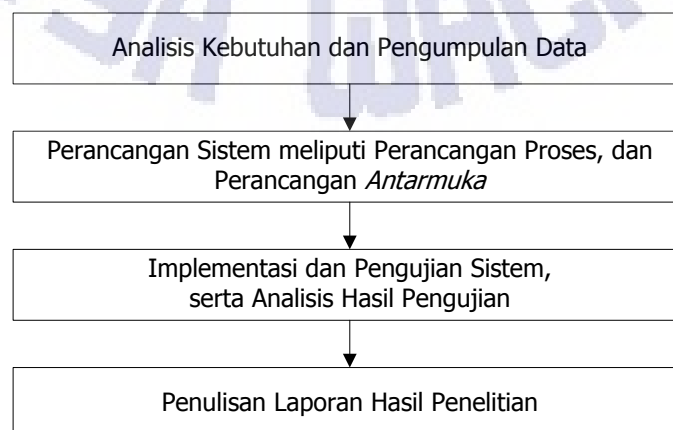 Analisis Kebutuhan dan Pengumpulan Data
Perancangan Sistem meliputi Perancangan Proses, dan
Perancangan Antarmuka
Implementasi dan Pengujian Sistem,
serta Analisis Hasil Pengujian
Penulisan Laporan Hasil Penelitian